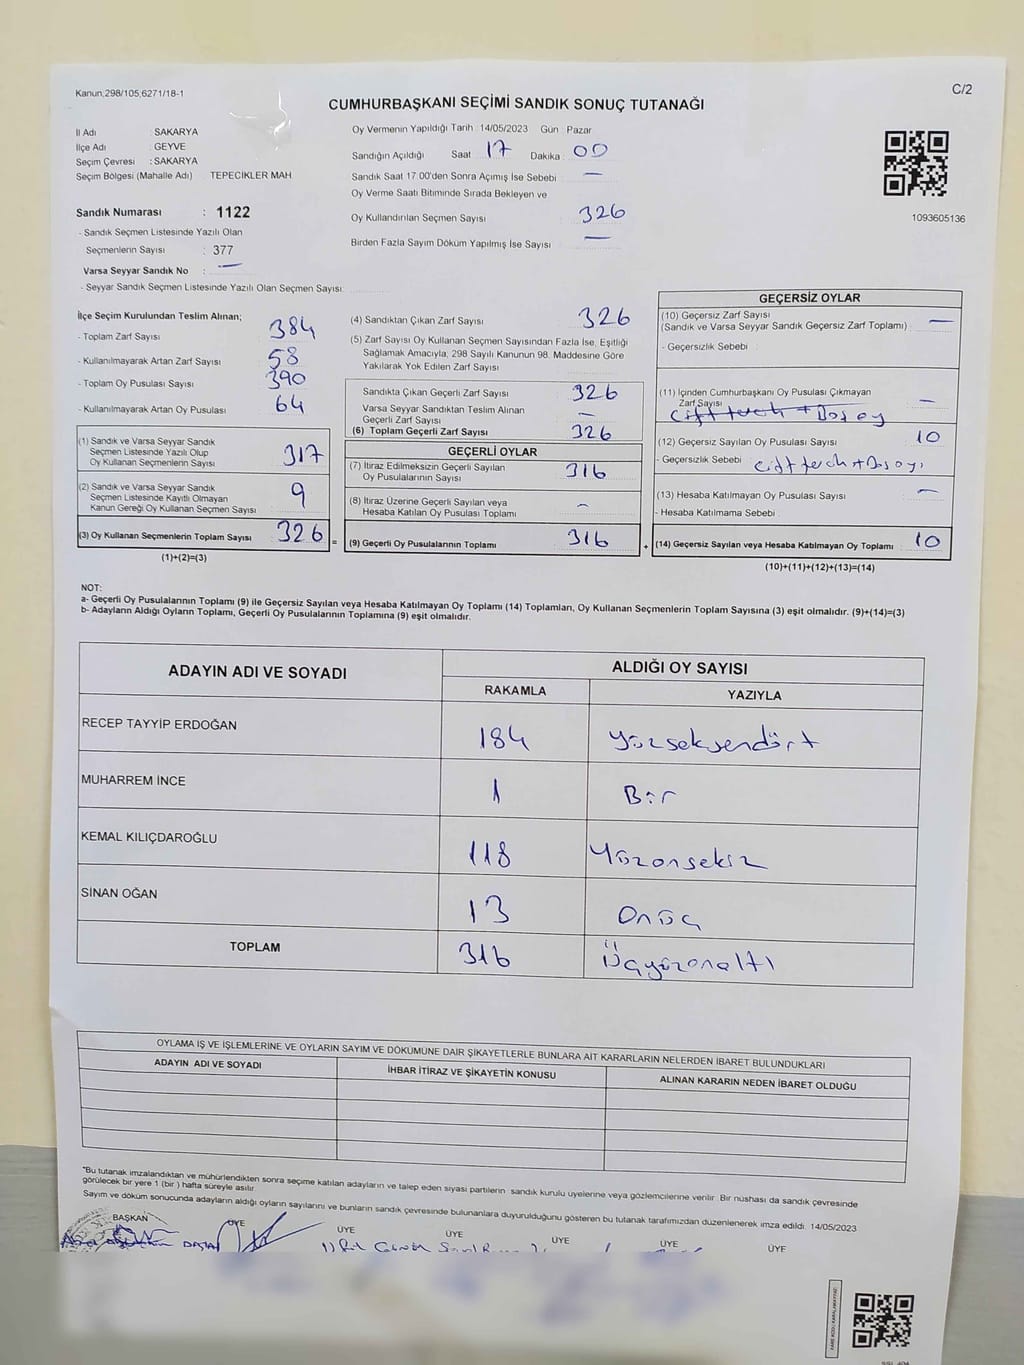 Kanun;298/105,6271/18-1
C/2
CUMHURBAŞKANI SEÇİMİ SANDIK SONUÇ TUTANAĞI
İl Adı SAKARYA
İlçe Adı : GEYVE
Seçim Çevresi : SAKARYA
Seçim Bölgesi (Mahalle Adı) TEPECİKLER MAH
Sandık Numarası : 1122
- Sandık Seçmen Listesinde Yazılı Olan
Seçmenlerin Sayısı : 377
Varsa Seyyar Sandık No : —
- Seyyar Sandık Seçmen Listesinde Yazılı Olan Seçmen Sayısı:
Oy Vermenin Yapıldığı Tarih : 14/05/2023 Gün : Pazar
Sandığın Açıldığı Saat 17 Dakika 00
Sandık Saat 17.00'den Sonra Açımış İse Sebebi —
Oy Verme Saati Bitiminde Sırada Bekleyen ve
Oy Kullandırılan Seçmen Sayısı 326
Birden Fazla Sayım Döküm Yapılmış İse Sayısı —
1093605136
İlçe Seçim Kurulundan Teslim Alınan;
- Toplam Zarf Sayısı 384
- Kullanılmayarak Artan Zarf Sayısı 58
- Toplam Oy Pusulası Sayısı 390
- Kullanılmayarak Artan Oy Pusulası 64
(1) Sandık ve Varsa Seyyar Sandık
Seçmen Listesinde Yazılı Olup
Oy Kullanan Seçmenlerin Sayısı 317
(2) Sandık ve Varsa Seyyar Sandık
Seçmen Listesinde Kayıtlı Olmayan
Kanun Gereği Oy Kullanan Seçmen Sayısı 9
(3) Oy Kullanan Seçmenlerin Toplam Sayısı 326
(1)+(2)=(3)
(4) Sandıktan Çıkan Zarf Sayısı 326
(5) Zarf Sayısı Oy Kullanan Seçmen Sayısından Fazla İse, Eşitliği
Sağlamak Amacıyla, 298 Sayılı Kanunun 98. Maddesine Göre
Yakılarak Yok Edilen Zarf Sayısı
Sandıkta Çıkan Geçerli Zarf Sayısı 326
Varsa Seyyar Sandıktan Teslim Alınan
Geçerli Zarf Sayısı —
(6) Toplam Geçerli Zarf Sayısı 326
GEÇERLİ OYLAR
(7) İtiraz Edilmeksizin Geçerli Sayılan
Oy Pusulalarının Sayısı 316
(8) İtiraz Üzerine Geçerli Sayılan veya
Hesaba Katılan Oy Pusulası Toplamı —
= (9) Geçerli Oy Pusulalarının Toplamı 316
GEÇERSİZ OYLAR
(10) Geçersiz Zarf Sayısı
(Sandık ve Varsa Seyyar Sandık Geçersiz Zarf Toplamı) —
- Geçersizlik Sebebi
(11) İçinden Cumhurbaşkanı Oy Pusulası Çıkmayan
Zarf Sayısı —
(12) Geçersiz Sayılan Oy Pusulası Sayısı 10
- Geçersizlik Sebebi
(13) Hesaba Katılmayan Oy Pusulası Sayısı —
- Hesaba Katılmama Sebebi
+ (14) Geçersiz Sayılan veya Hesaba Katılmayan Oy Toplamı 10
(10)+(11)+(12)+(13)=(14)
NOT:
a- Geçerli Oy Pusulalarının Toplamı (9) ile Geçersiz Sayılan veya Hesaba Katılmayan Oy Toplamı (14) Toplamları, Oy Kullanan Seçmenlerin Toplam Sayısına (3) eşit olmalıdır. (9)+(14)=(3)
b- Adayların Aldığı Oyların Toplamı, Geçerli Oy Pusulalarının Toplamına (9) eşit olmalıdır.
ADAYIN ADI VE SOYADI ALDIĞI OY SAYISI
RAKAMLA YAZIYLA
RECEP TAYYİP ERDOĞAN 184 Yüzseksendört
MUHARREM İNCE 1 Bir
KEMAL KILIÇDAROĞLU 118 Yüzonsekiz
SİNAN OĞAN 13 Onüç
TOPLAM 316 Üçyüzonaltı
OYLAMA İŞ VE İŞLEMLERİNE VE OYLARIN SAYIM VE DÖKÜMÜNE DAİR ŞİKAYETLERLE BUNLARA AİT KARARLARIN NELERDEN İBARET BULUNDUKLARI
ADAYIN ADI VE SOYADI İHBAR İTİRAZ VE ŞİKAYETİN KONUSU ALINAN KARARIN NEDEN İBARET OLDUĞU
"Bu tutanak imzalandıktan ve mühürlendikten sonra seçime katılan adayların ve talep eden siyasi partilerin sandık kurulu üyelerine veya gözlemcilerine verilir. Bir nüshası da sandık çevresinde
görülecek bir yere 1 (bir) hafta süreyle asılır.
Sayım ve döküm sonucunda adayların aldığı oyların sayılarını ve bunların sandık çevresinde bulunanlara duyurulduğunu gösteren bu tutanak tarafımızdan düzenlenerek imza edildi. 14/05/2023
BAŞKAN ÜYE ÜYE ÜYE ÜYE ÜYE ÜYE